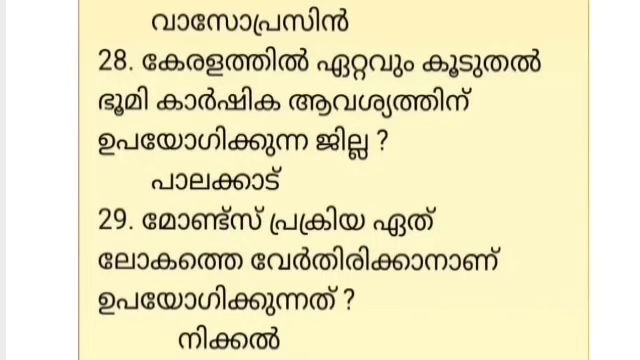 വാസോപ്രസിൻ
28. കേരളത്തിൽ ഏറ്റവും കൂടുതൽ
ഭൂമി കാർഷിക ആവശ്യത്തിന്
ഉപയോഗിക്കുന്ന ജില്ല ?
പാലക്കാട്
29. മോണ്ട്സ് പ്രക്രിയ ഏത്
ലോകത്തെ വേർതിരിക്കാനാണ്
ഉപയോഗിക്കുന്നത് ?
നിക്കൽ